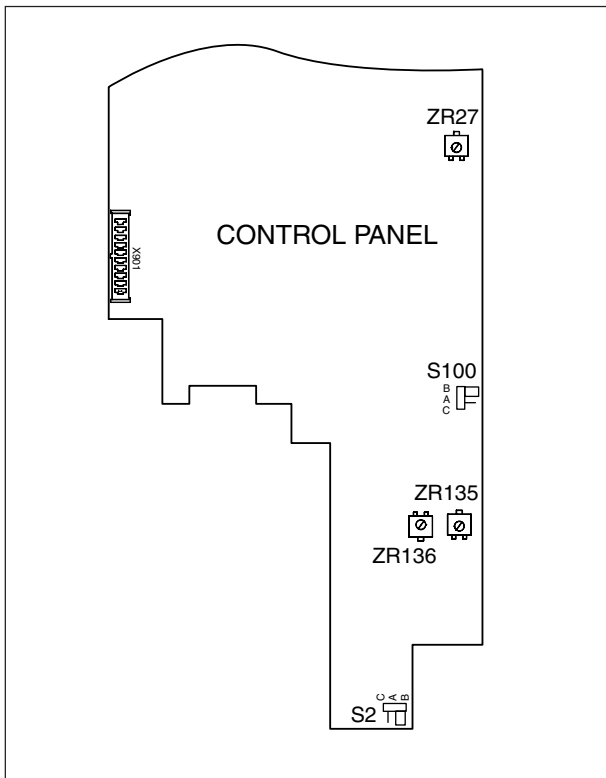 ZR27
CONTROL PANEL
X901
S100
B
A
C
ZR135
ZR136
C A B
S2